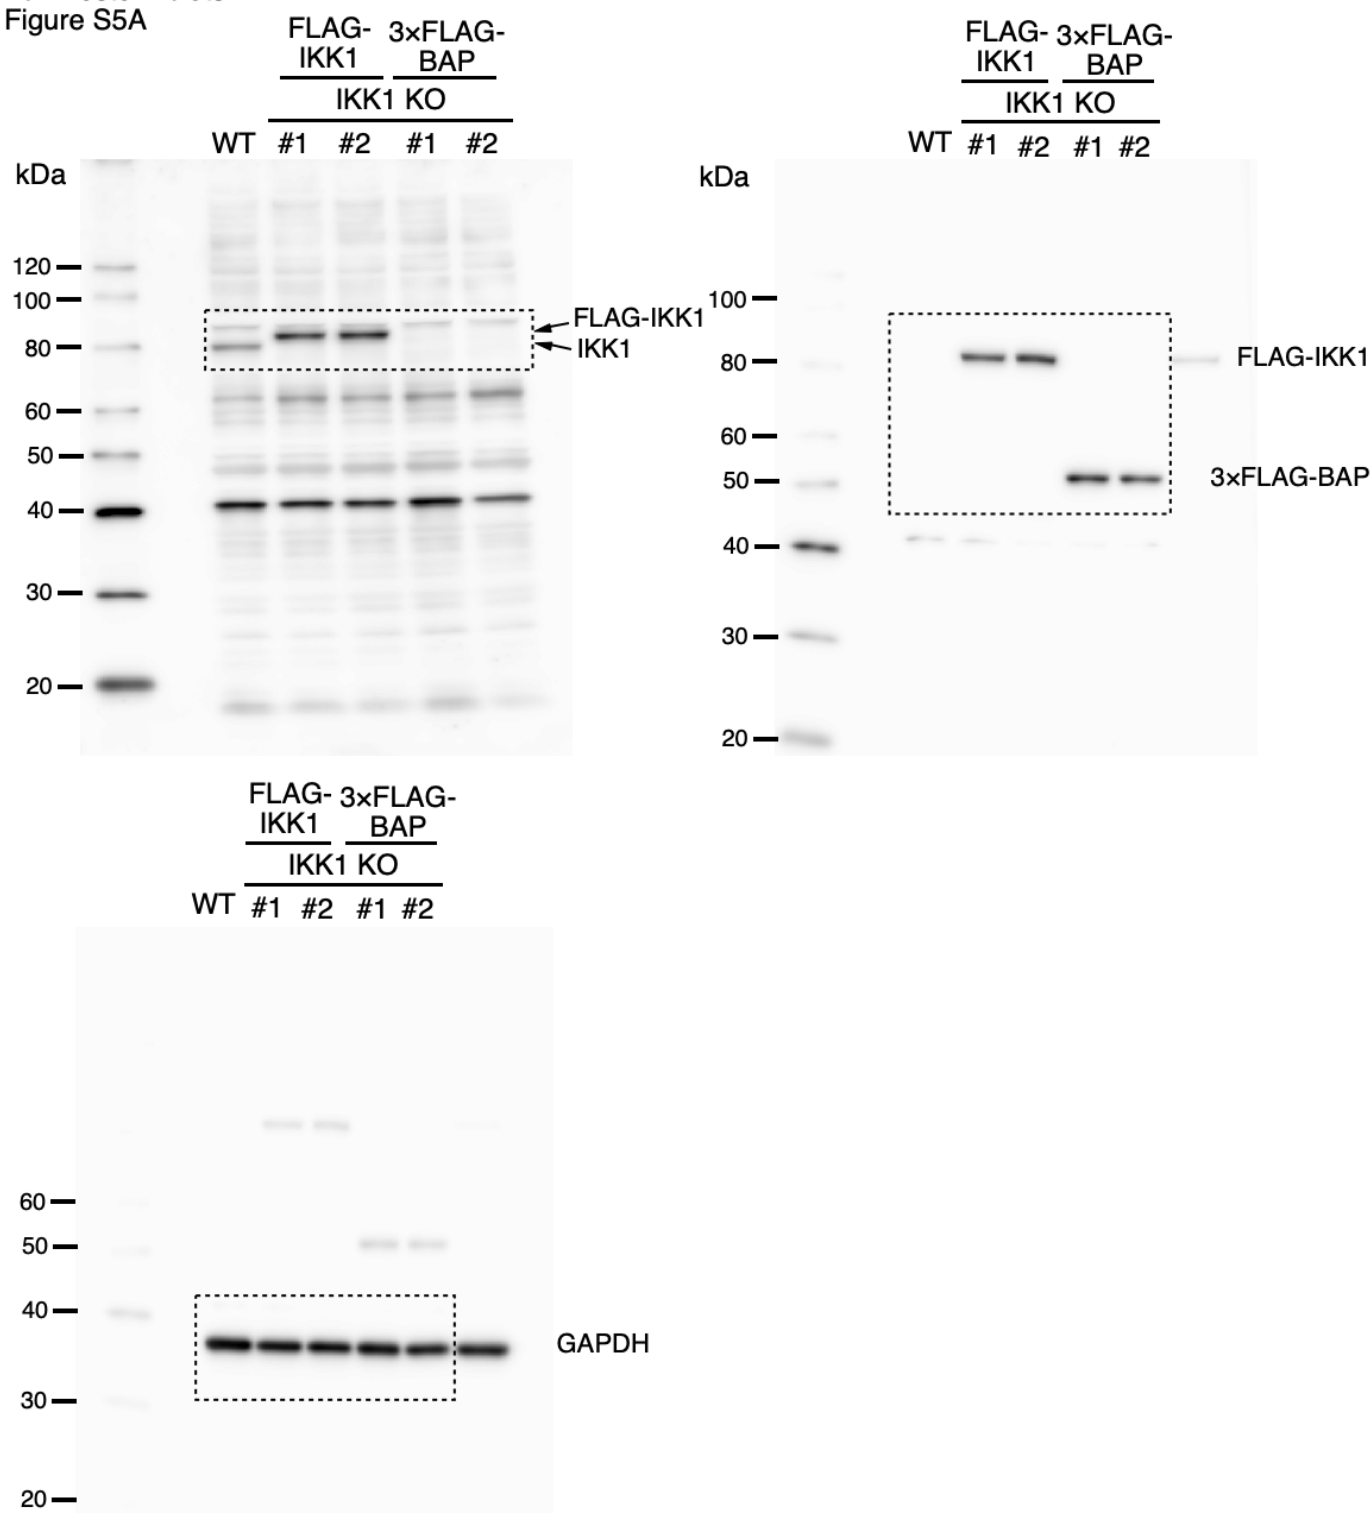 Figure S5A
FLAG- 3×FLAG-
IKK1 BAP
IKK1 KO
WT #1 #2 #1 #2
kDa
120
100
80
60
50
40
30
20
FLAG-IKK1
IKK1
FLAG- 3×FLAG-
IKK1 BAP
IKK1 KO
WT #1 #2 #1 #2
kDa
100
80
60
50
40
30
20
FLAG-IKK1
3×FLAG-BAP
FLAG- 3×FLAG-
IKK1 BAP
IKK1 KO
WT #1 #2 #1 #2
60
50
40
30
20
GAPDH